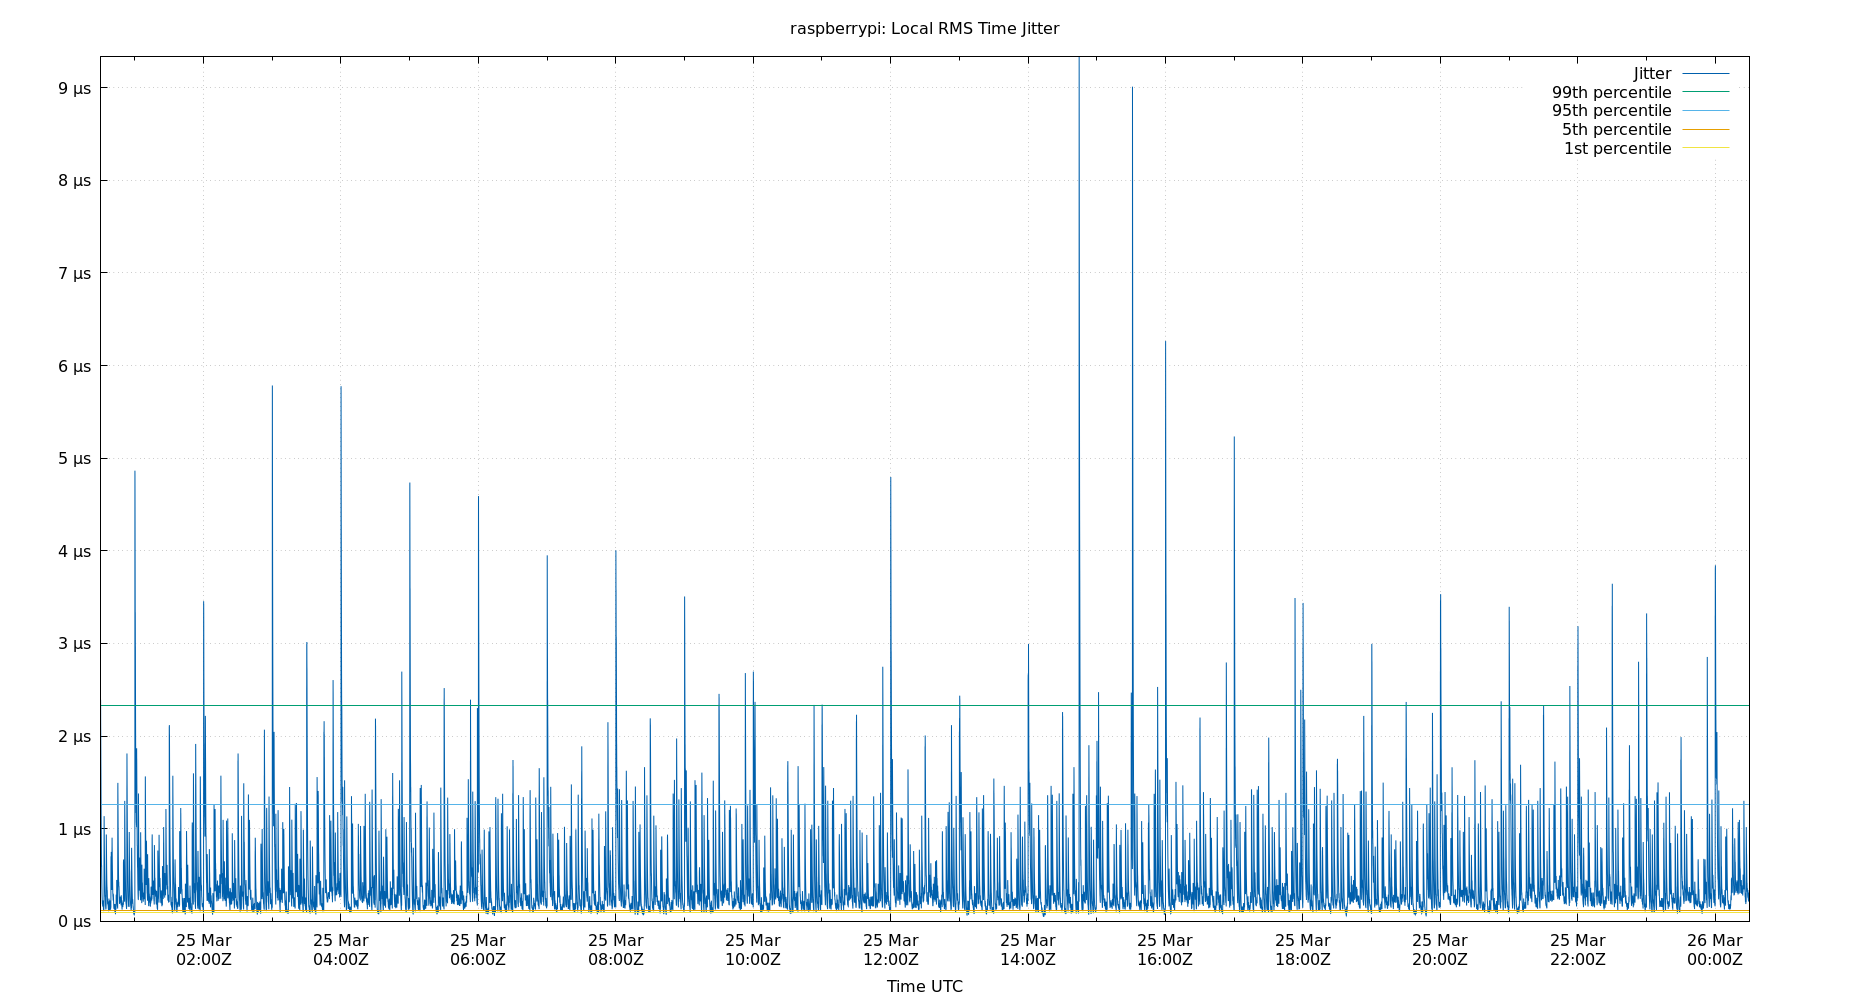 raspberrypi: Local RMS Time Jitter
Jitter
99th percentile
95th percentile
5th percentile
1st percentile
9 µs
8 µs
7 µs
6 µs
5 µs
4 µs
3 µs
2 µs
1 µs
0 µs
25 Mar 25 Mar 25 Mar 25 Mar 25 Mar 25 Mar 25 Mar 25 Mar 25 Mar 25 Mar 25 Mar 26 Mar
02:00Z 04:00Z 06:00Z 08:00Z 10:00Z 12:00Z 14:00Z 16:00Z 18:00Z 20:00Z 22:00Z 00:00Z
Time UTC